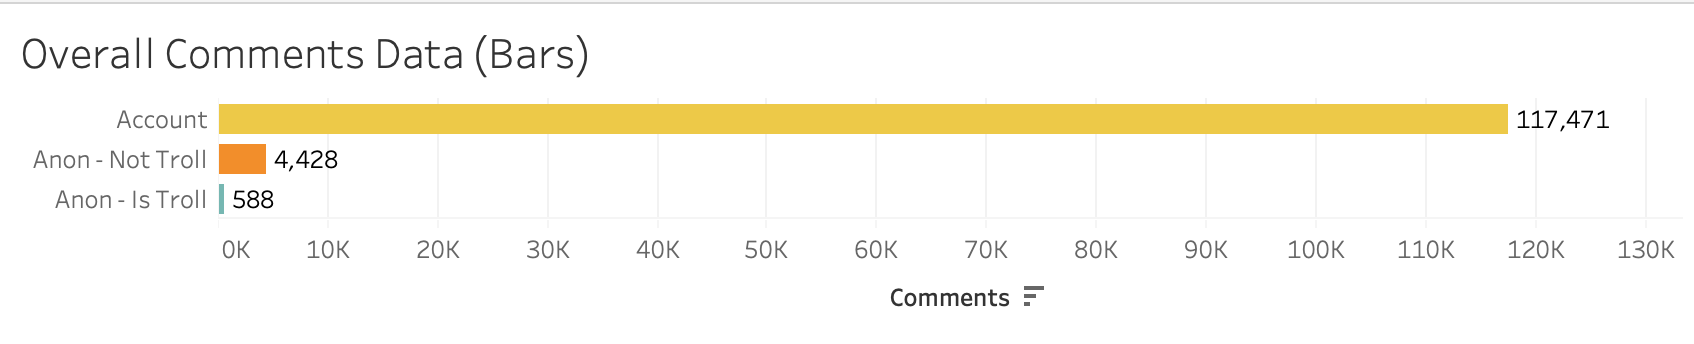 Overall Comments Data (Bars)
Account 117,471
Anon - Not Troll 4,428
Anon - Is Troll 588
0K 10K 20K 30K 40K 50K 60K 70K 80K 90K 100K 110K 120K 130K
Comments